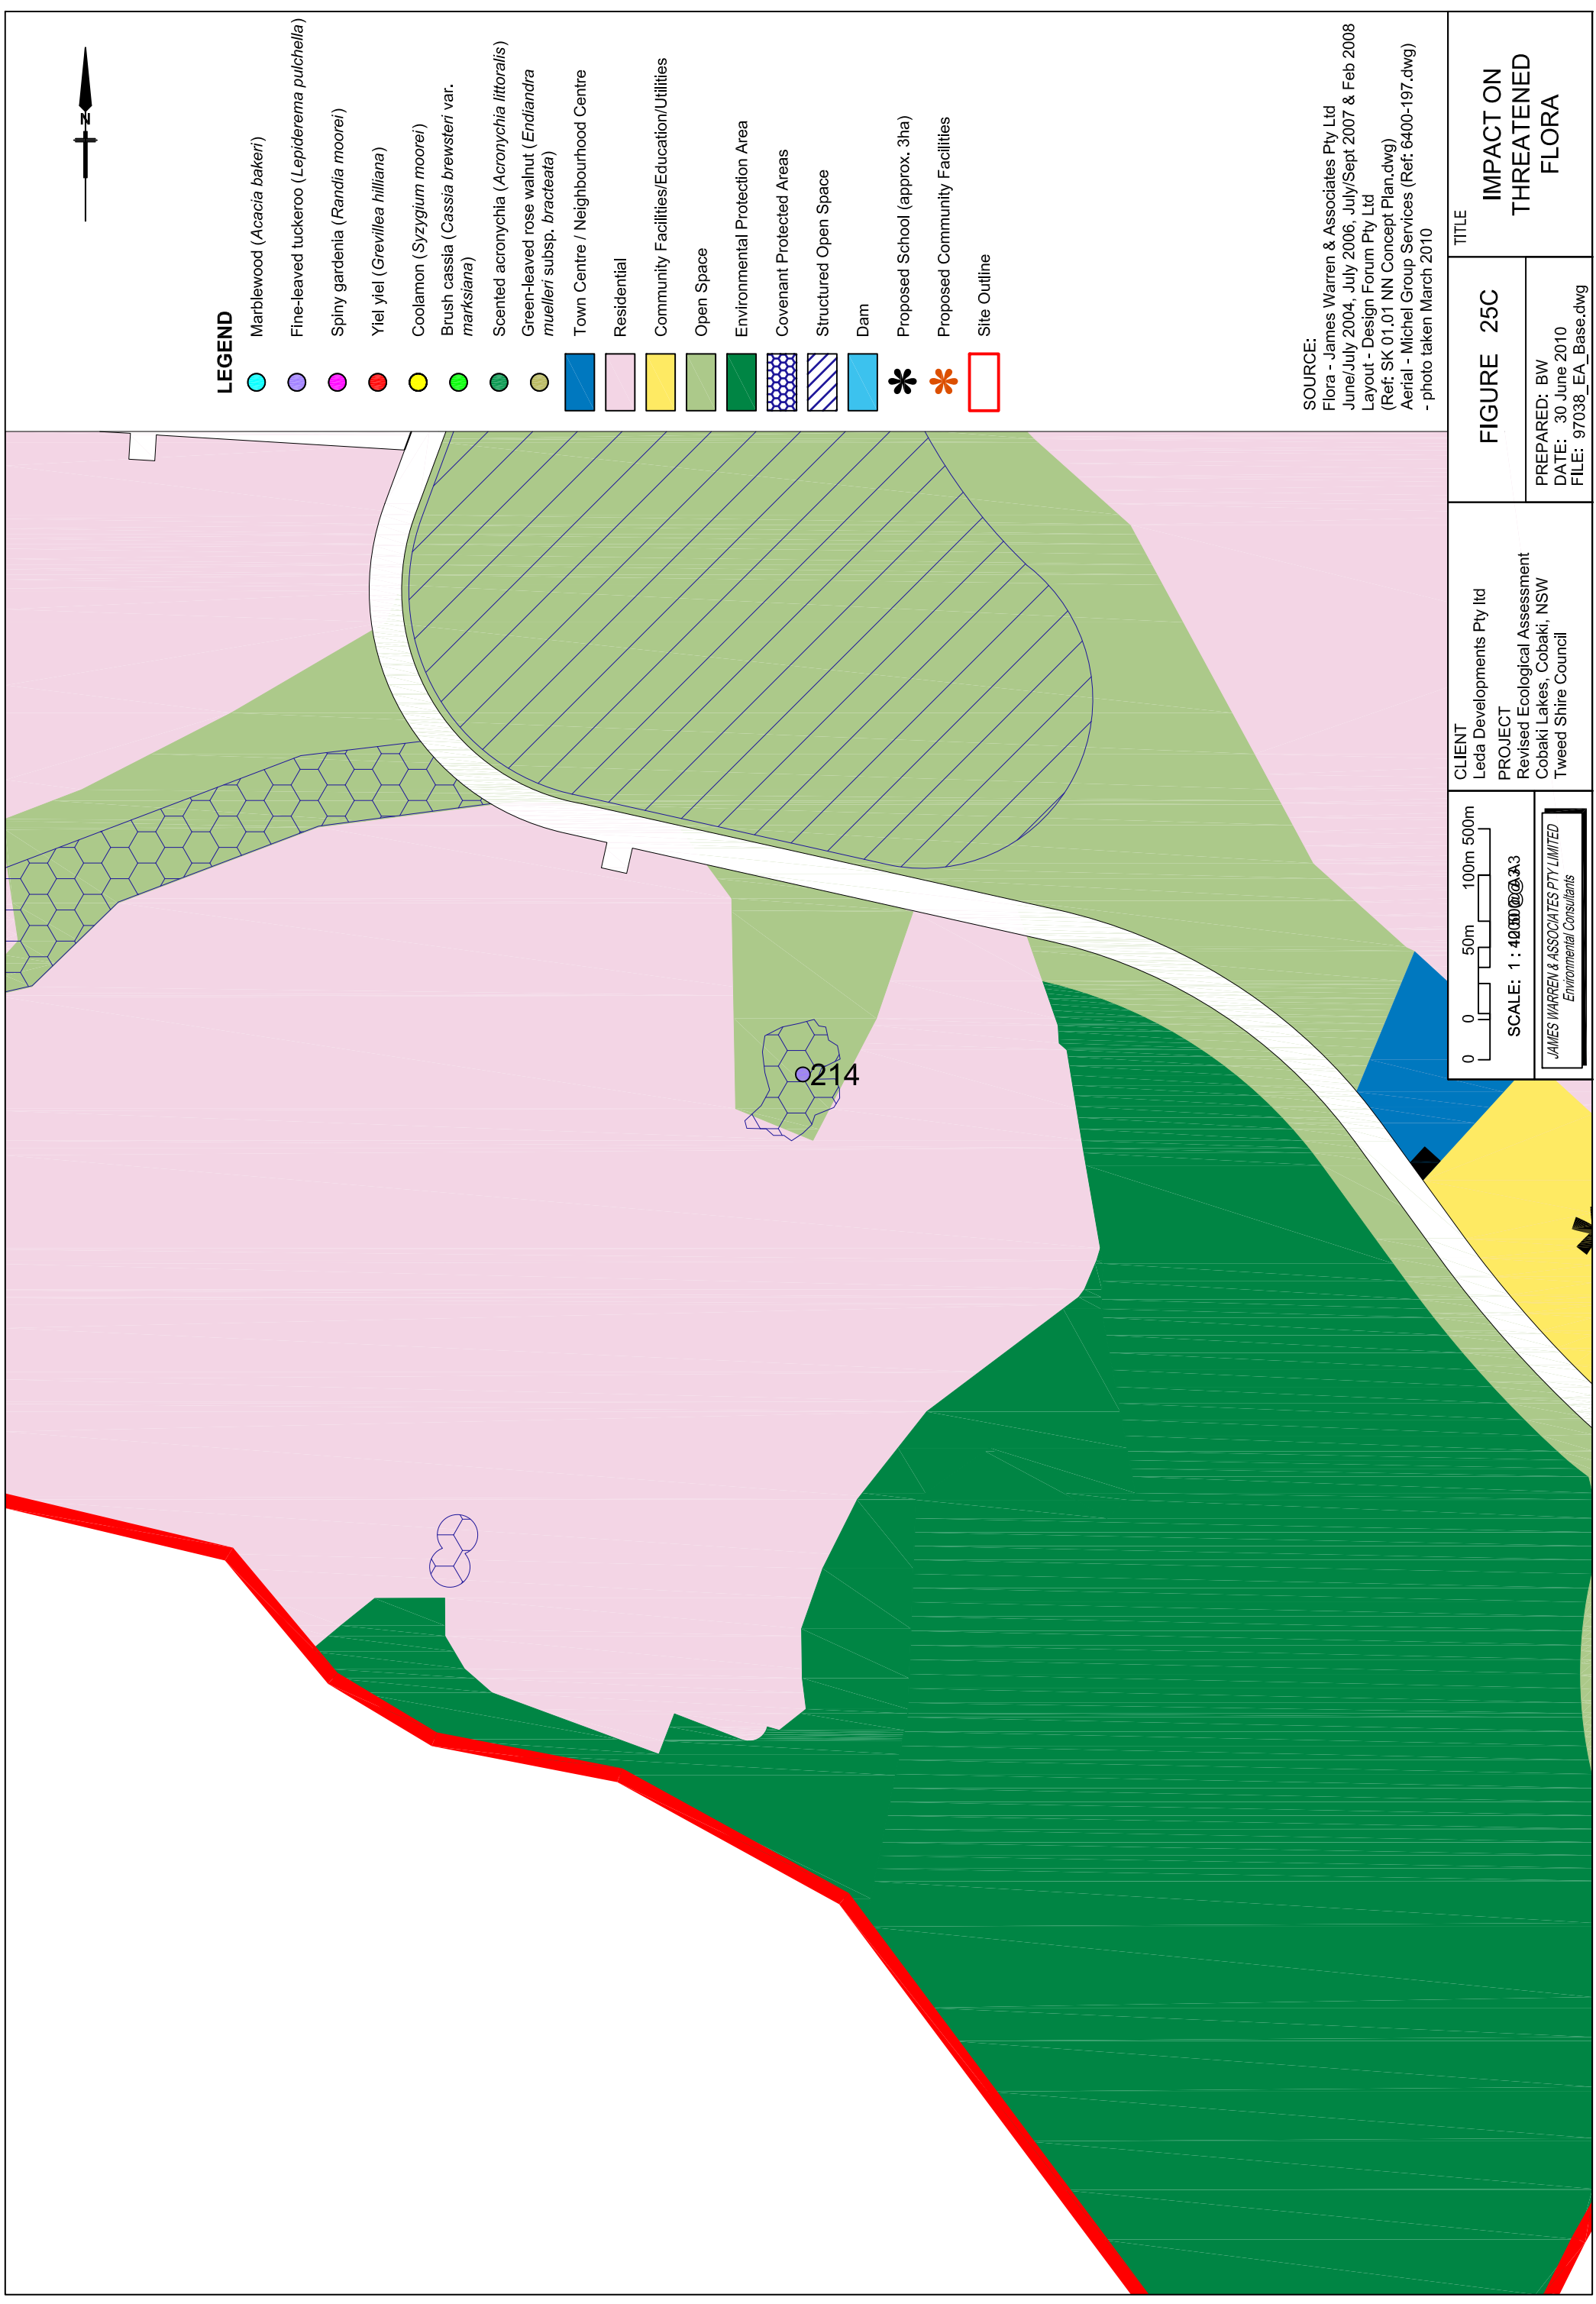 N
LEGEND
Marblewood (Acacia bakeri)
Fine-leaved tuckeroo (Lepiderema pulchella)
Spiny gardenia (Randia moorei)
Yiel yiel (Grevillea hilliana)
Coolamon (Syzygium moorei)
Brush cassia (Cassia brewsteri var.
marksiana)
Scented acronychia (Acronychia littoralis)
Green-leaved rose walnut (Endiandra
muelleri subsp. bracteata)
Town Centre / Neighbourhood Centre
Residential
Community Facilities/Education/Utilities
Open Space
Environmental Protection Area
Covenant Protected Areas
Structured Open Space
Dam
Proposed School (approx. 3ha)
Proposed Community Facilities
Site Outline
SOURCE:
Flora - James Warren & Associates Pty Ltd
June/July 2004, July 2006, July/Sept 2007 & Feb 2008
Layout - Design Forum Pty Ltd
(Ref: SK 01.01 NN Concept Plan.dwg)
Aerial - Michel Group Services (Ref: 6400-197.dwg)
- photo taken March 2010
214
0 0 50m 100m 500m
SCALE: 1 :
JAMES WARREN & ASSOCIATES PTY LIMITED
Environmental Consultants
CLIENT
Leda Developments Pty ltd
PROJECT
Revised Ecological Assessment
Cobaki Lakes, Cobaki, NSW
Tweed Shire Council
FIGURE 25C
PREPARED: BW
DATE: 30 June 2010
FILE: 97038_EA_Base.dwg
TITLE
IMPACT ON
THREATENED
FLORA